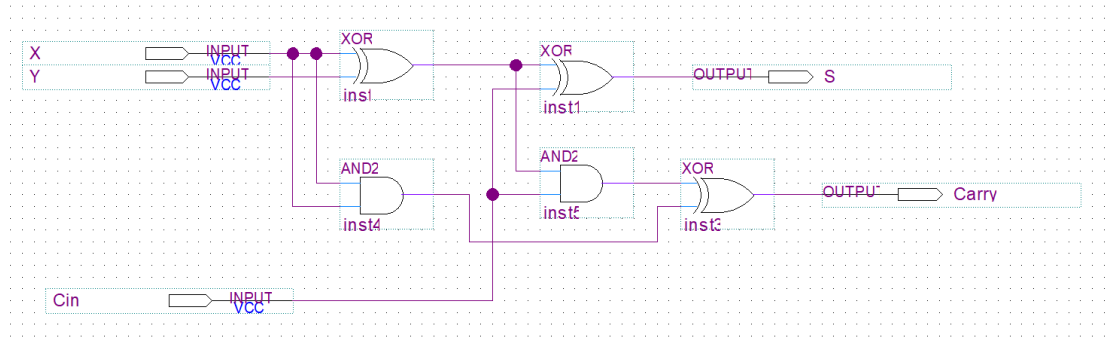 X INPUT VCC XOR XOR
Y INPUT VCC OUTPUT S
inst inst1
AND2 AND2 XOR
OUTPUT Carry
inst4 inst5 inst3
Cin INPUT VCC